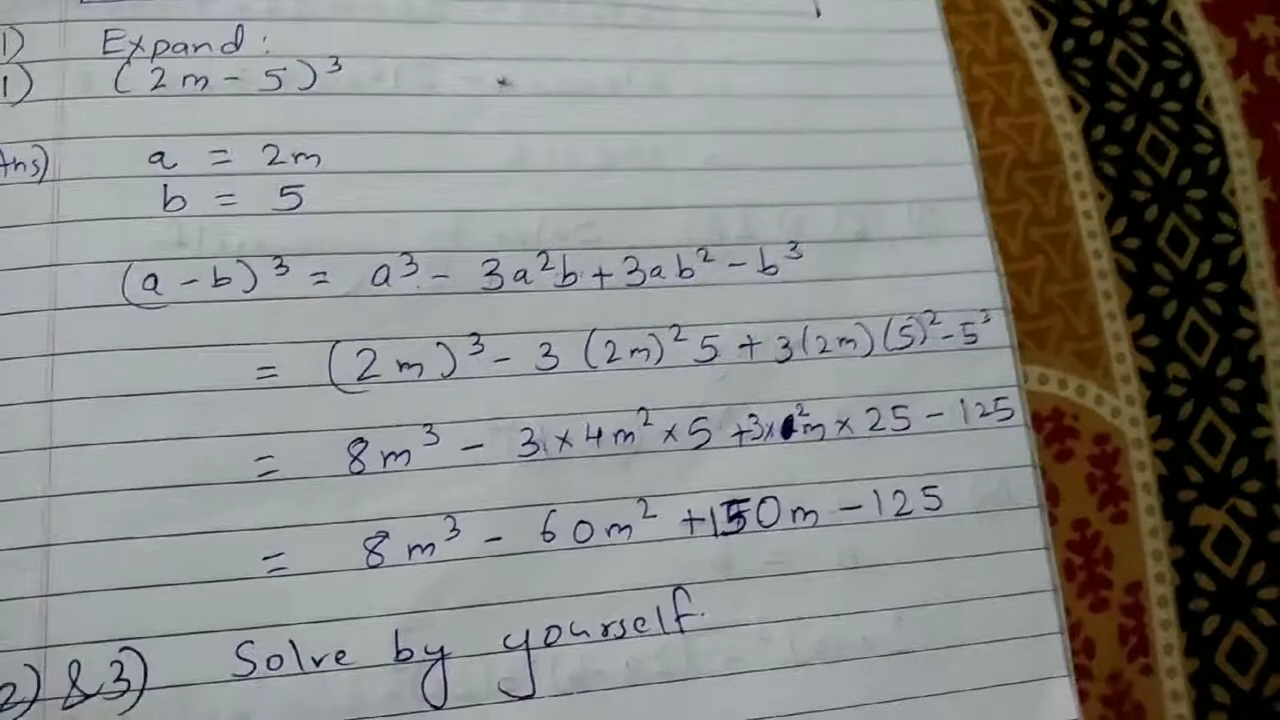 1) Expand:
1) (2m - 5)³
Ans) a = 2m
b = 5
(a - b)³ = a³ - 3a²b + 3ab² - b³
= (2m)³ - 3 (2m)² 5 + 3(2m)(5)² - 5³
= 8m³ - 3 × 4m² × 5 + 3 × 2m × 25 - 125
= 8m³ - 60m² + 150m - 125
2) & 3) Solve by yourself.